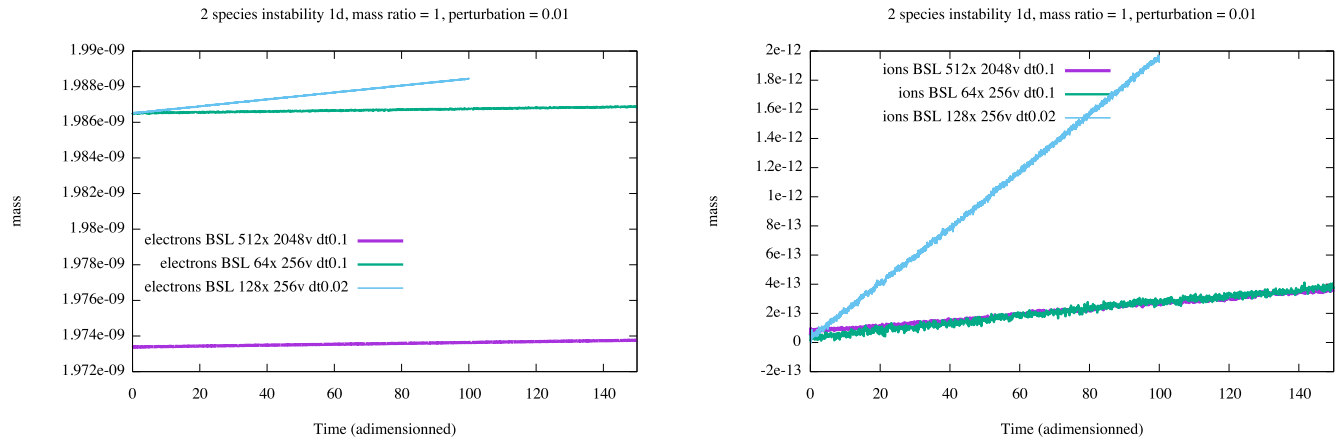 2 species instability 1d, mass ratio = 1, perturbation = 0.01
1.99e-09
1.988e-09
1.986e-09
1.984e-09
1.982e-09
1.98e-09
1.978e-09
1.976e-09
1.974e-09
1.972e-09
mass
electrons BSL 512x 2048v dt0.1
electrons BSL 64x 256v dt0.1
electrons BSL 128x 256v dt0.02
0 20 40 60 80 100 120 140
Time (adimensionned)
2 species instability 1d, mass ratio = 1, perturbation = 0.01
2e-12
1.8e-12
1.6e-12
1.4e-12
1.2e-12
1e-12
8e-13
6e-13
4e-13
2e-13
0
-2e-13
mass
ions BSL 512x 2048v dt0.1
ions BSL 64x 256v dt0.1
ions BSL 128x 256v dt0.02
0 20 40 60 80 100 120 140
Time (adimensionned)